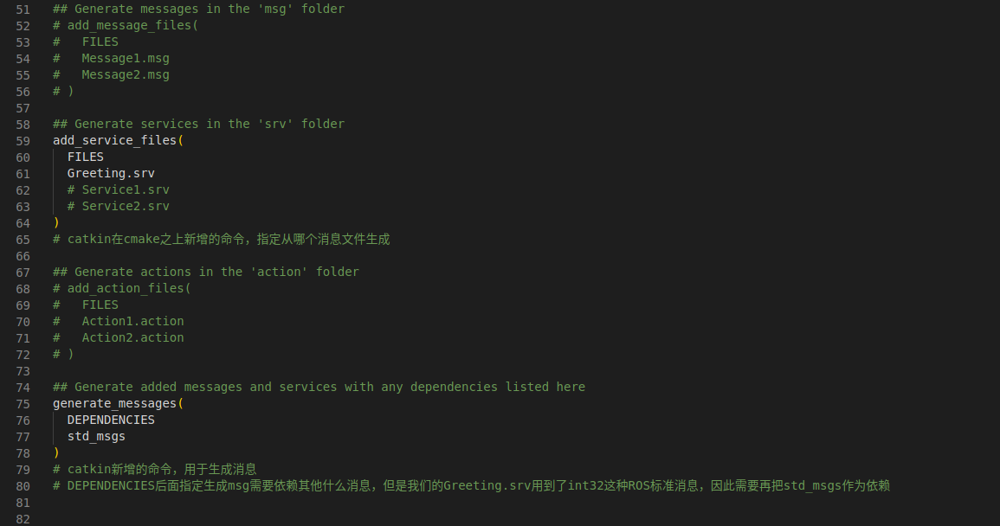 51 ## Generate messages in the 'msg' folder
52 # add_message_files(
53 #   FILES
54 #   Message1.msg
55 #   Message2.msg
56 # )
57
58 ## Generate services in the 'srv' folder
59 add_service_files(
60   FILES
61   Greeting.srv
62   # Service1.srv
63   # Service2.srv
64 )
65 # catkin在cmake之上新增的命令，指定从哪个消息文件生成
66
67 ## Generate actions in the 'action' folder
68 # add_action_files(
69 #   FILES
70 #   Action1.action
71 #   Action2.action
72 # )
73
74 ## Generate added messages and services with any dependencies listed here
75 generate_messages(
76   DEPENDENCIES
77   std_msgs
78 )
79 # catkin新增的命令，用于生成消息
80 # DEPENDENCIES后面指定生成msg需要依赖其他什么消息，但是我们的Greeting.srv用到了int32这种ROS标准消息，因此需要再把std_msgs作为依赖
81
82